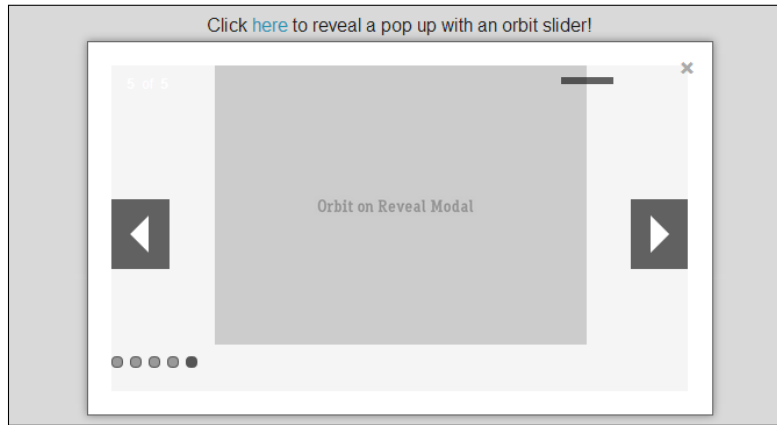 Click here to reveal a pop up with an orbit slider!
5 of 5
Orbit on Reveal Modal